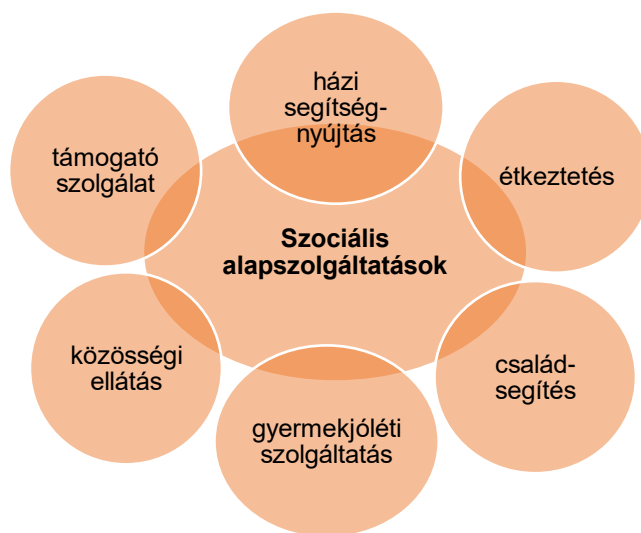 házi
segítség-
nyújtás
étkeztetés
család-
segítés
gyermekjóléti
szolgáltatás
közösségi
ellátás
támogató
szolgálat
Szociális
alapszolgáltatások